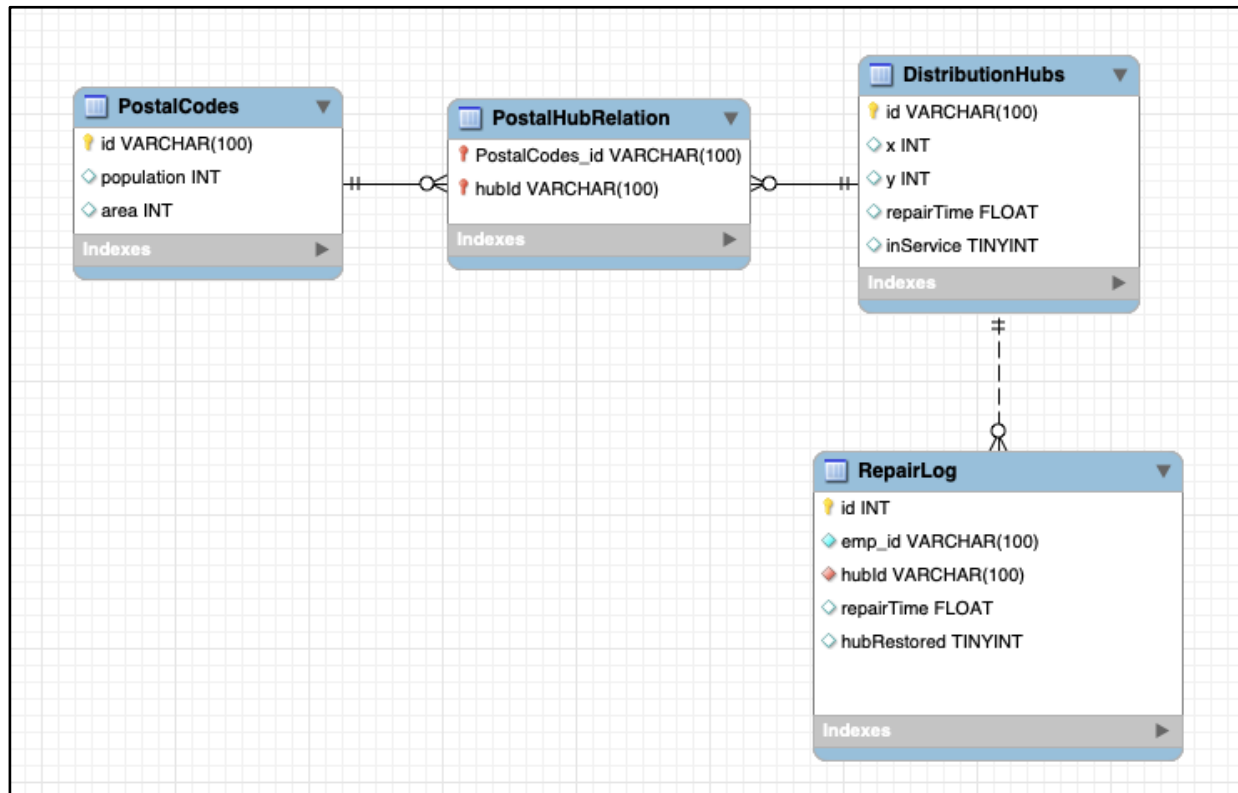 PostalCodes
id VARCHAR(100)
population INT
area INT
Indexes
PostalHubRelation
PostalCodes_id VARCHAR(100)
hubId VARCHAR(100)
Indexes
DistributionHubs
id VARCHAR(100)
x INT
y INT
repairTime FLOAT
inService TINYINT
Indexes
RepairLog
id INT
emp_id VARCHAR(100)
hubId VARCHAR(100)
repairTime FLOAT
hubRestored TINYINT
Indexes